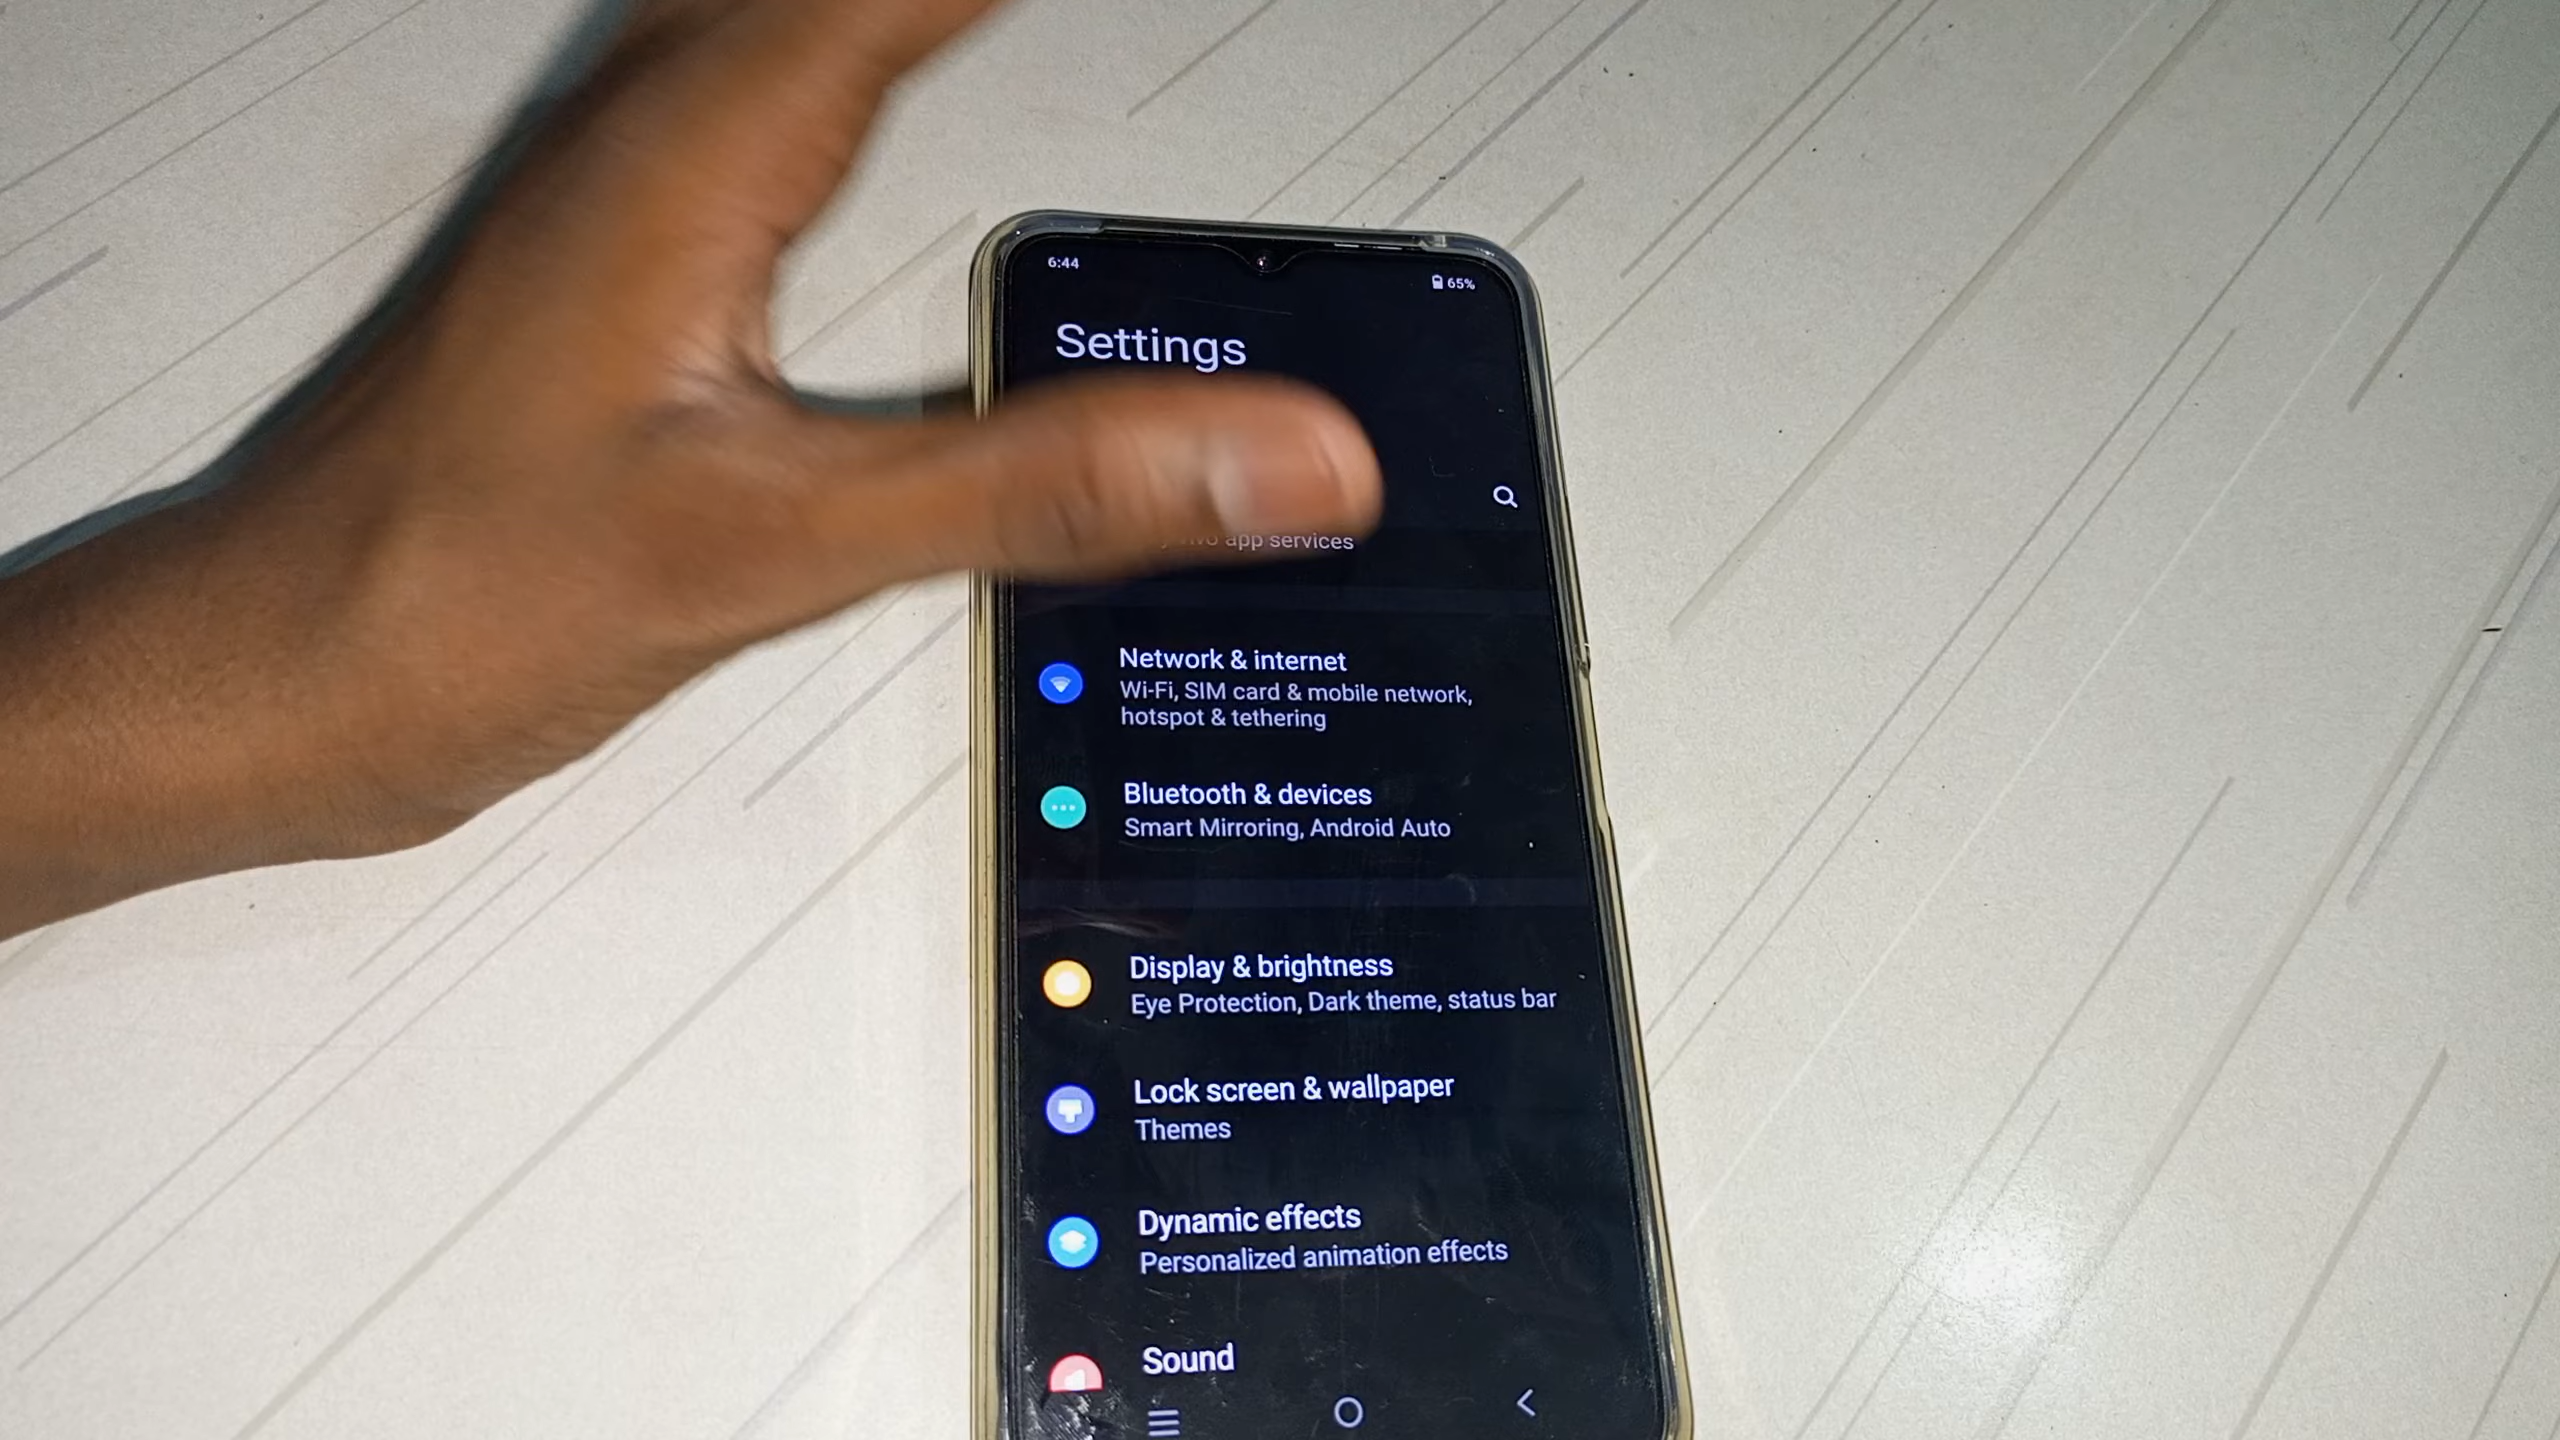 6:44
65%
Settings
app services
Network & internet
Wi-Fi, SIM card & mobile network,
hotspot & tethering
Bluetooth & devices
Smart Mirroring, Android Auto
Display & brightness
Eye Protection, Dark theme, status bar
Lock screen & wallpaper
Themes
Dynamic effects
Personalized animation effects
Sound